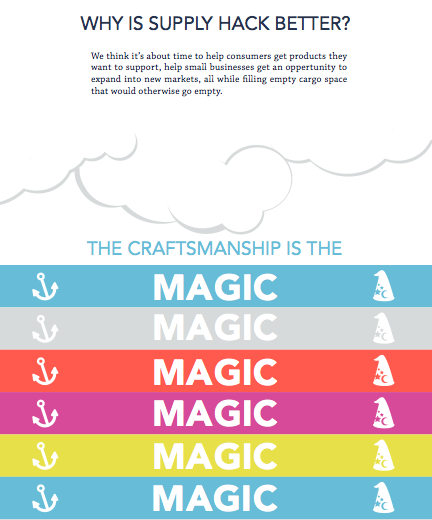 WHY IS SUPPLY HACK BETTER?
We think it's about time to help consumers get products they
want to support, help small businesses get an opportunity to
expand into new markets, all while filling empty cargo space
that would otherwise go empty.
THE CRAFTSMANSHIP IS THE
MAGIC
MAGIC
MAGIC
MAGIC
MAGIC
MAGIC